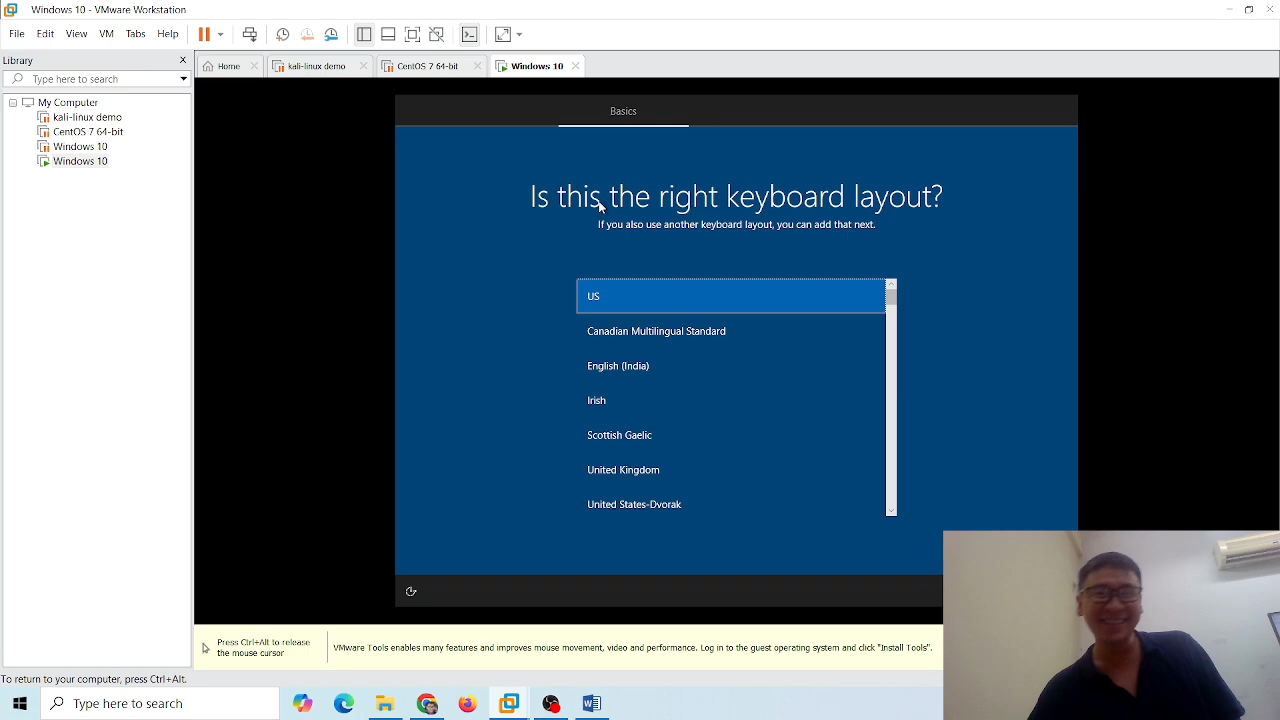 Windows 10 - VMware Workstation
File Edit View VM Tabs Help
Library
Type here to search
My Computer
kali-linux demo
CentOS 7 64-bit
Windows 10
Windows 10
Home
kali-linux demo
CentOS 7 64-bit
Windows 10
Basics
Is this the right keyboard layout?
If you also use another keyboard layout, you can add that next.
US
Canadian Multilingual Standard
English (India)
Irish
Scottish Gaelic
United Kingdom
United States-Dvorak
Press Ctrl+Alt to release
the mouse cursor
VMware Tools enables many features and improves mouse movement, video and performance. Log in to the guest operating system and click "Install Tools".
To return to your computer, press Ctrl+Alt.
Type here to search